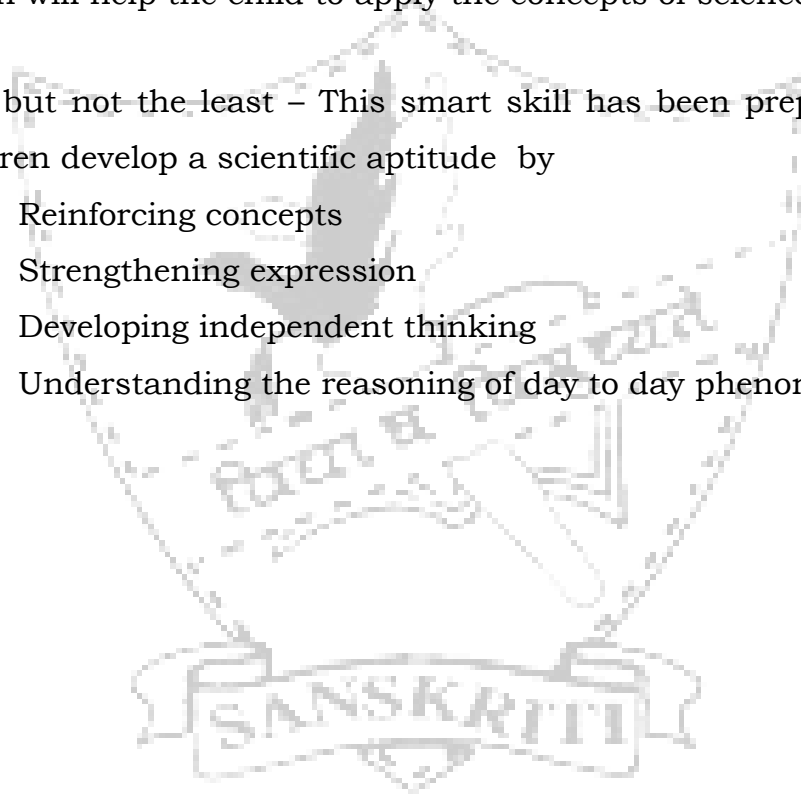 will help the child to apply the concepts of science
but not the least – This smart skill has been prep
ren develop a scientific aptitude by
Reinforcing concepts
Strengthening expression
Developing independent thinking
Understanding the reasoning of day to day phenor
SANSKRITI